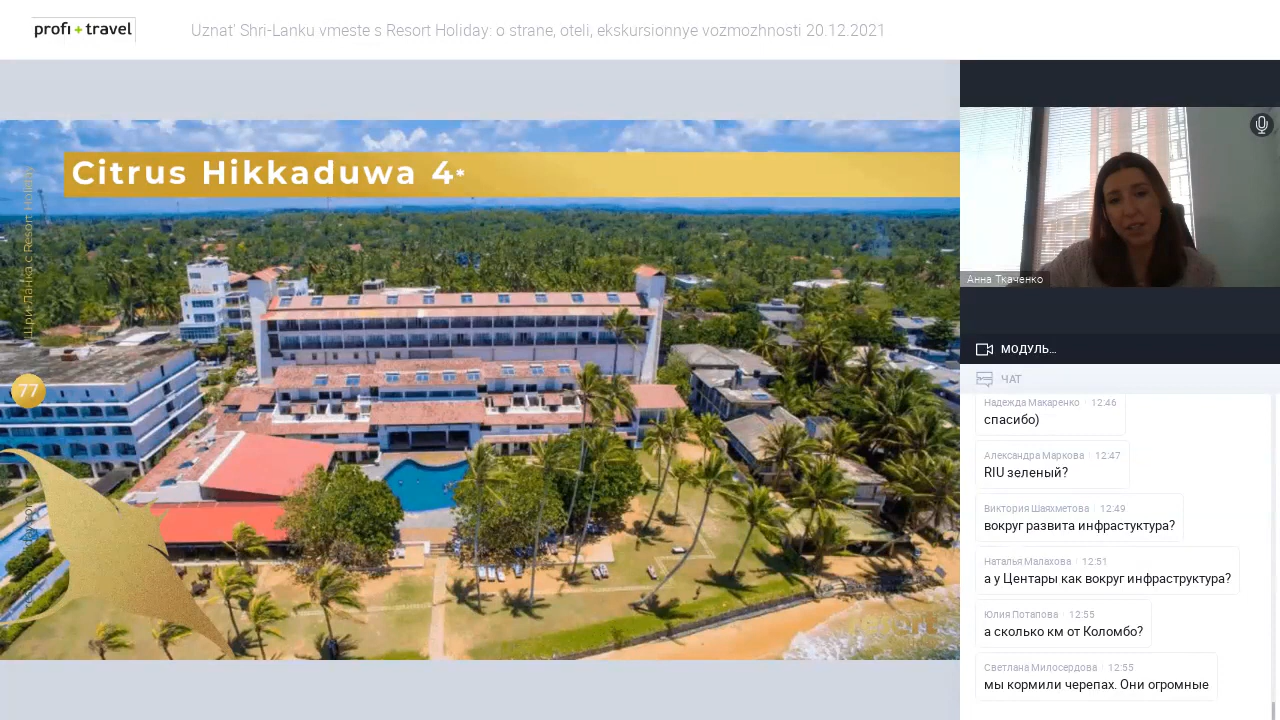 profi+travel
Uznat' Shri-Lanku vmeste s Resort Holiday: o strane, oteli, ekskursionnye vozmozhnosti 20.12.2021
Citrus Hikkaduwa 4*
Шри-Ланка с Resort Holiday
77
Анна Ткаченко
МОДУЛЬ...
ЧАТ
Надежда Макаренко 12:46
спасибо)
Александра Маркова 12:47
RIU зеленый?
Виктория Шаяхметова 12:49
вокруг развита инфраструктура?
Наталья Малахова 12:51
а у Центары как вокруг инфраструктура?
Юлия Потапова 12:55
а сколько км от Коломбо?
Светлана Милосердова 12:55
мы кормили черепах. Они огромные